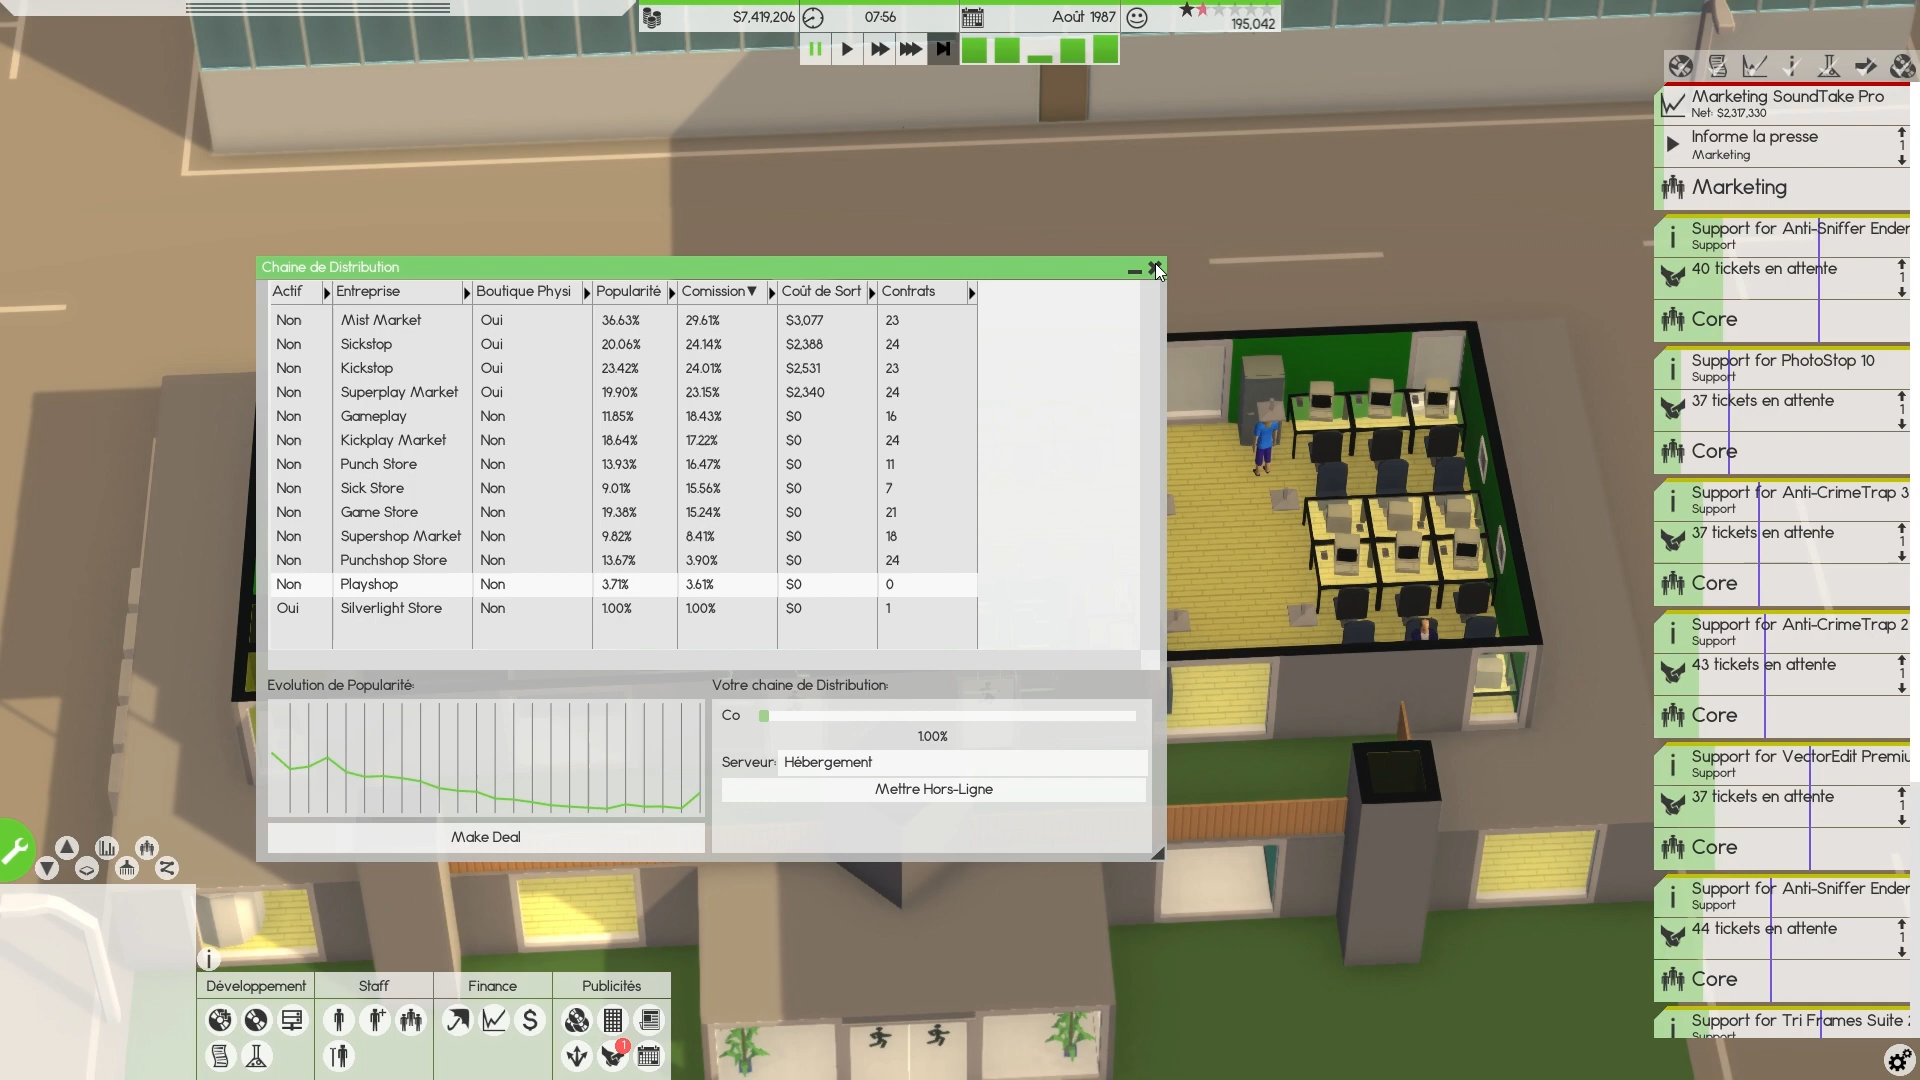 $7,419,206
07:56
Août 1987
195,042
Chaine de Distribution
Actif Entreprise Boutique Physi Popularité Comission▼ Coût de Sort Contrats
Non Mist Market Oui 36.63% 29.61% $3,077 23
Non Sickstop Oui 20.06% 24.14% $2,388 24
Non Kickstop Oui 23.42% 24.01% $2,531 23
Non Superplay Market Oui 19.90% 23.15% $2,340 24
Non Gameplay Non 11.85% 18.43% $0 16
Non Kickplay Market Non 18.64% 17.22% $0 24
Non Punch Store Non 13.93% 16.47% $0 11
Non Sick Store Non 9.01% 15.56% $0 7
Non Game Store Non 19.38% 15.24% $0 21
Non Supershop Market Non 9.82% 8.41% $0 18
Non Punchshop Store Non 13.67% 3.90% $0 24
Non Playshop Non 3.71% 3.61% $0 0
Oui Silverlight Store Non 1.00% 1.00% $0 1
Evolution de Popularité:
Make Deal
Votre chaine de Distribution:
Co
1.00%
Serveur: Hébergement
Mettre Hors-Ligne
Marketing SoundTake Pro
Net: $2,317,330
Informe la presse
Marketing
1
Marketing
Support for Anti-Sniffer Ender
Support
40 tickets en attente
1
Core
Support for PhotoStop 10
Support
37 tickets en attente
1
Core
Support for Anti-CrimeTrap 3
Support
37 tickets en attente
1
Core
Support for Anti-CrimeTrap 2
Support
43 tickets en attente
1
Core
Support for VectorEdit Premiu
Support
37 tickets en attente
1
Core
Support for Anti-Sniffer Ender
Support
44 tickets en attente
1
Core
Support for Tri Frames Suite
Support
Développement Staff Finance Publicités
1